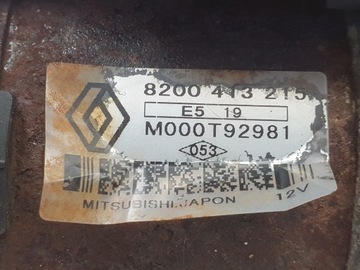 8200 413 215
E5 19
M000T92981
053
MITSUBISHI.JAPON 12V